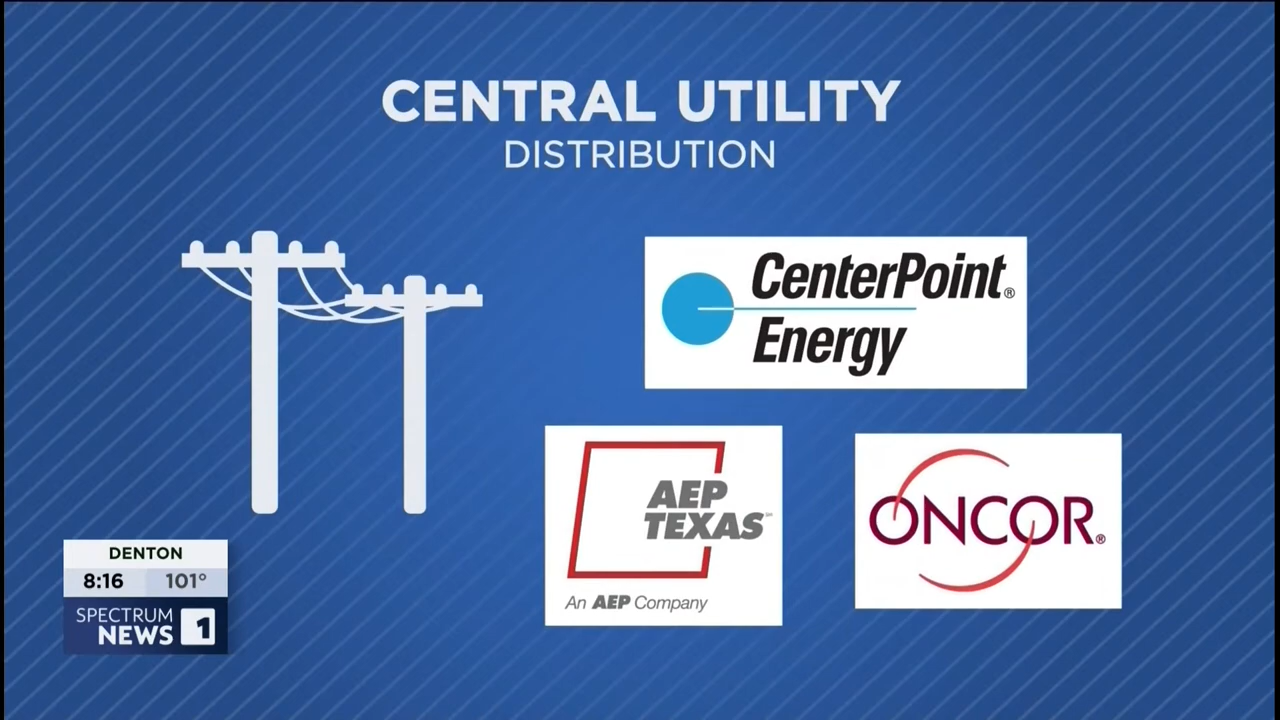 CENTRAL UTILITY
DISTRIBUTION
CenterPoint®
Energy
AEP
TEXAS℠
An AEP Company
ONCOR®
DENTON
8:16 101°
SPECTRUM
NEWS 1